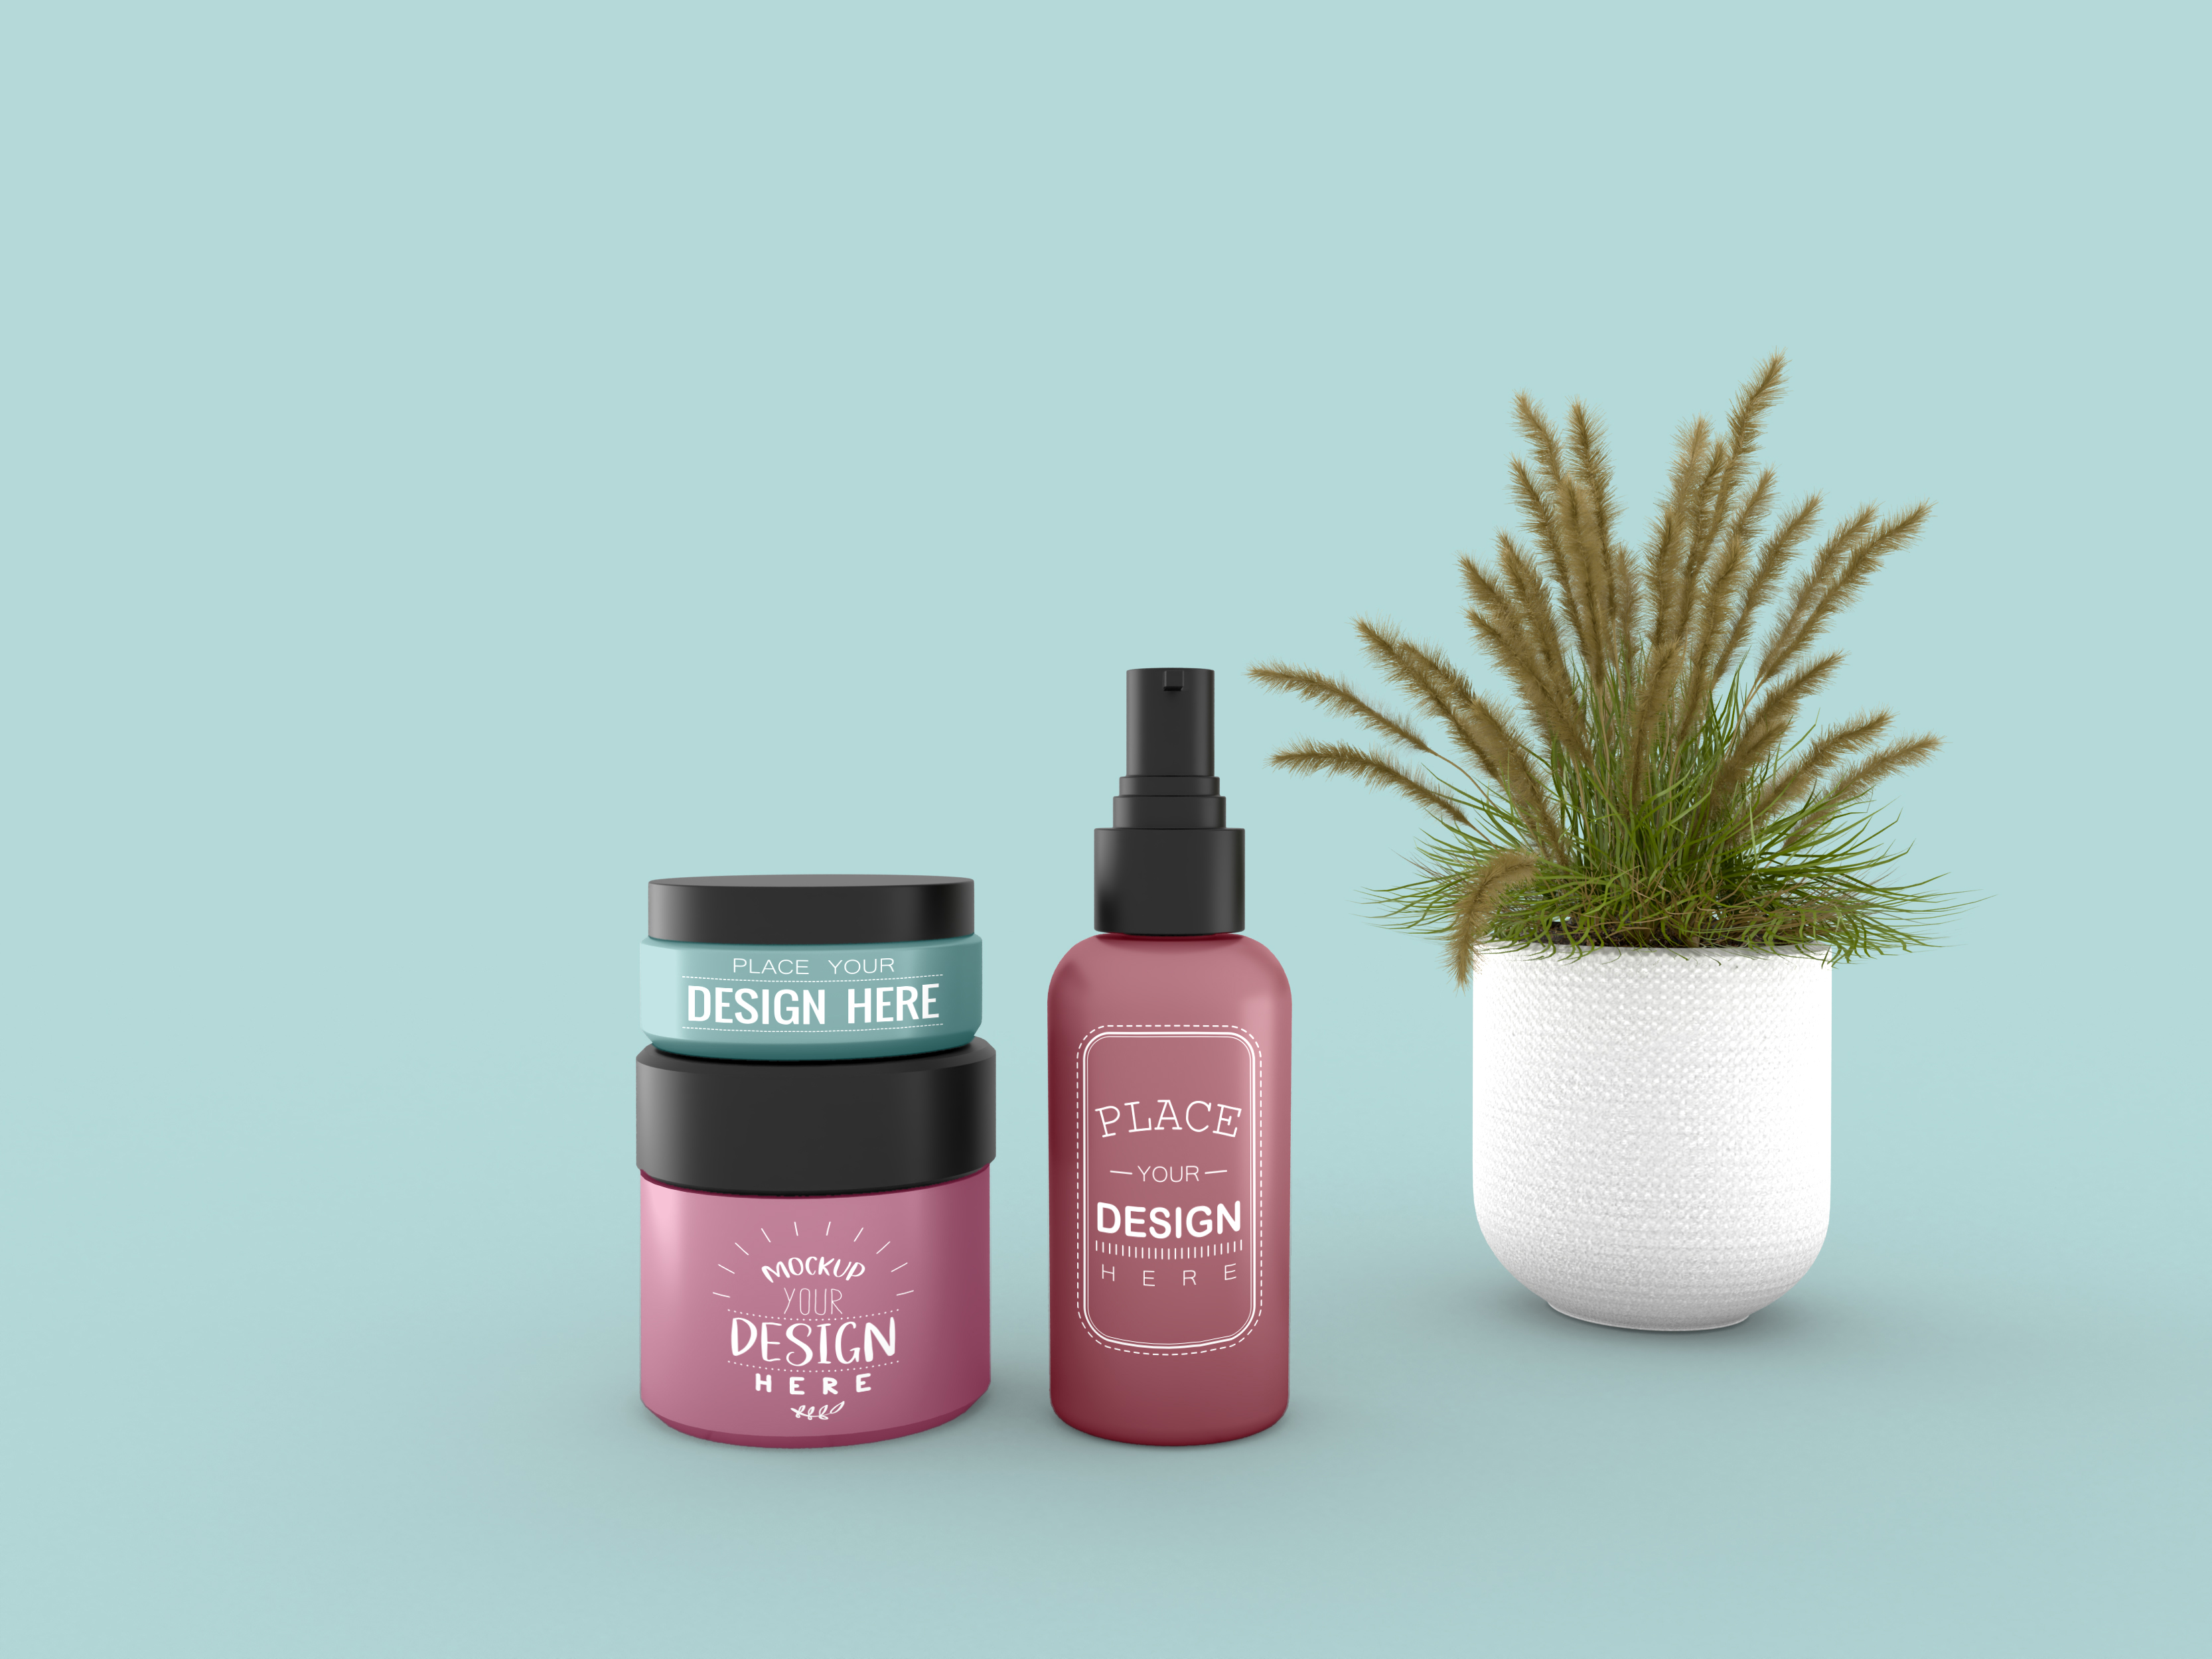 PLACE YOUR
DESIGN HERE
MOCKUP
YOUR
DESIGN
HERE
PLACE
YOUR
DESIGN
HERE